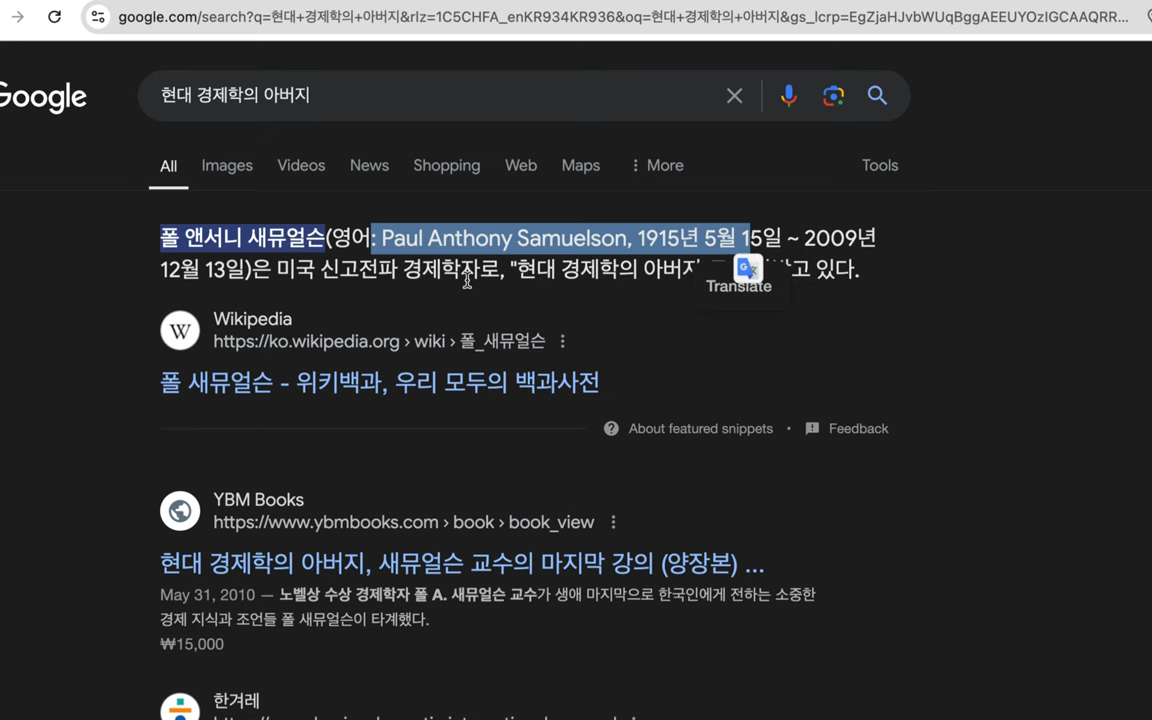 google.com/search?q=현대+경제학의+아버지&rlz=1C5CHFA_enKR934KR936&oq=현대+경제학의+아버지&gs_lcrp=EgZjaHJvbWUqBggAEEUYOzIGCAAQRR...
Google
현대 경제학의 아버지
All Images Videos News Shopping Web Maps More Tools
폴 앤서니 새뮤얼슨(영어: Paul Anthony Samuelson, 1915년 5월 15일 ~ 2009년
12월 13일)은 미국 신고전파 경제학자로, "현대 경제학의 아버지 고 있다.
Translate
Wikipedia
https://ko.wikipedia.org › wiki › 폴_새뮤얼슨
폴 새뮤얼슨 - 위키백과, 우리 모두의 백과사전
About featured snippets • Feedback
YBM Books
https://www.ybmbooks.com › book › book_view
현대 경제학의 아버지, 새뮤얼슨 교수의 마지막 강의 (양장본) ...
May 31, 2010 — 노벨상 수상 경제학자 폴 A. 새뮤얼슨 교수가 생애 마지막으로 한국인에게 전하는 소중한
경제 지식과 조언들 폴 새뮤얼슨이 타계했다.
₩15,000
한겨레